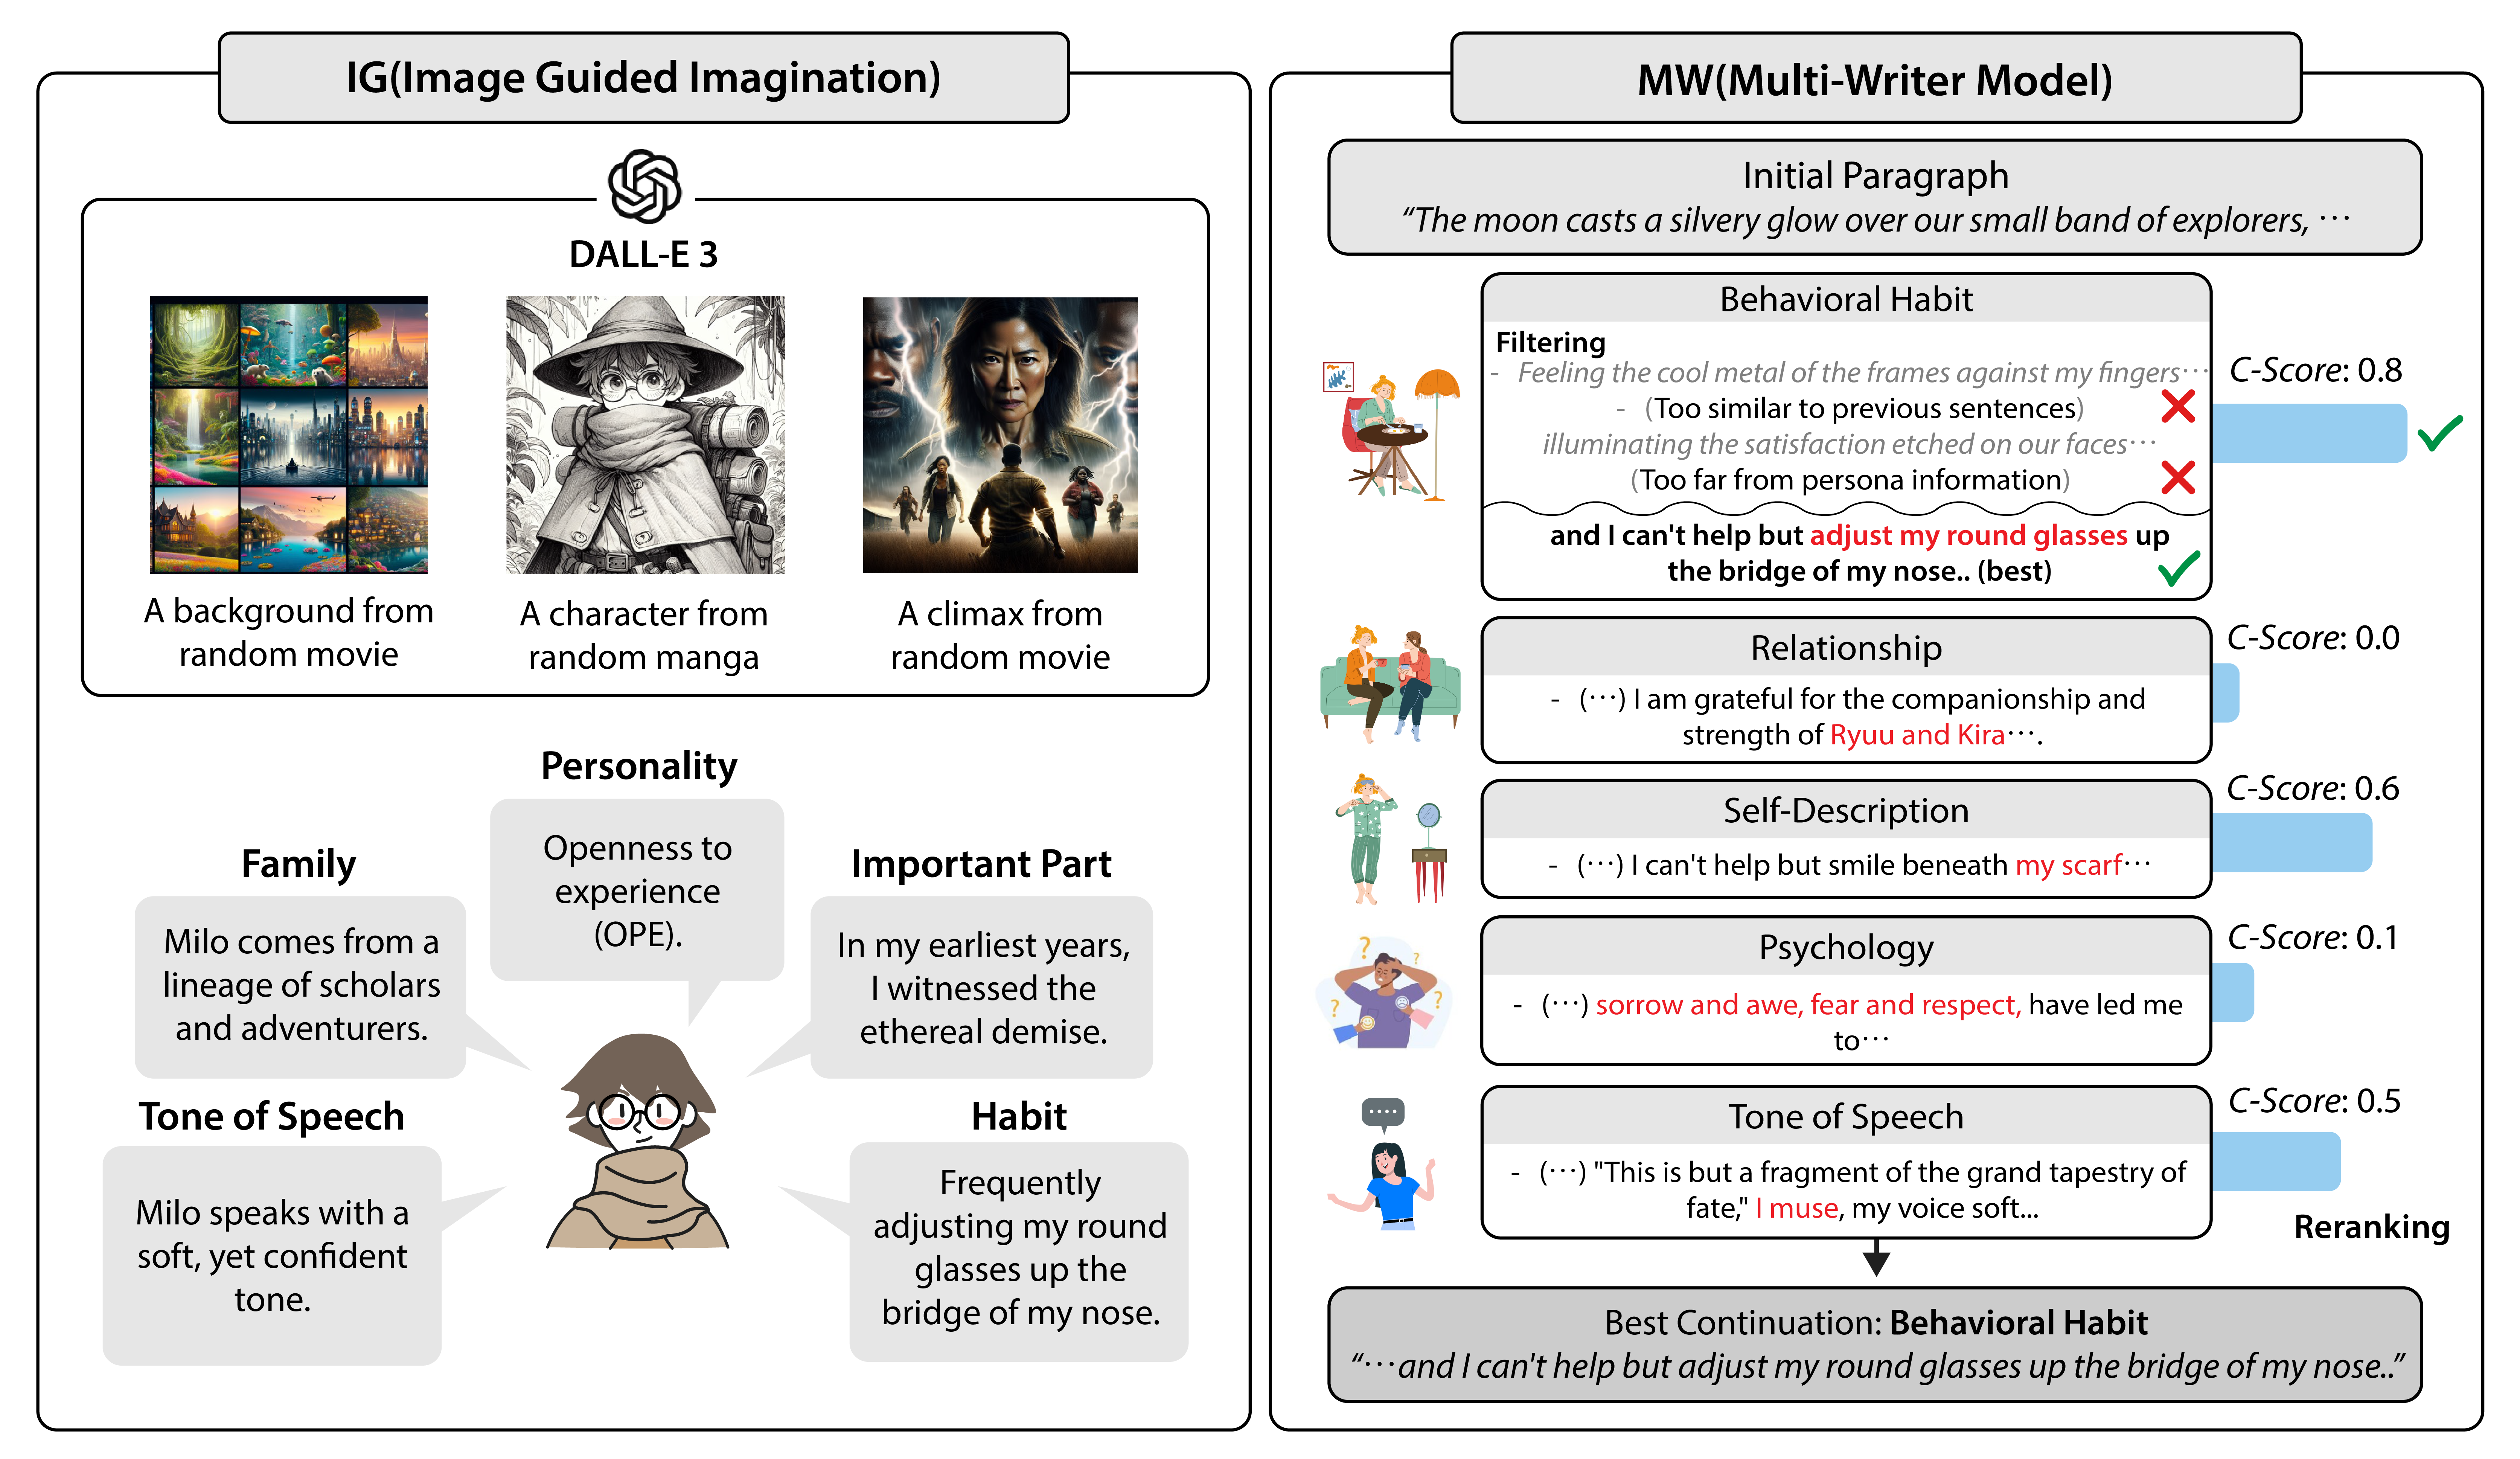 IG(Image Guided Imagination)
DALL-E 3
A background from
random movie
A character from
random manga
A climax from
random movie
Personality
Openness to
experience
(OPE).
Family
Milo comes from a
lineage of scholars
and adventurers.
Important Part
In my earliest years,
I witnessed the
ethereal demise.
Tone of Speech
Milo speaks with a
soft, yet confident
tone.
Habit
Frequently
adjusting my round
glasses up the
bridge of my nose.
MW(Multi-Writer Model)
Initial Paragraph
“The moon casts a silvery glow over our small band of explorers, ⋯
Behavioral Habit
Filtering
- Feeling the cool metal of the frames against my fingers⋯
- (Too similar to previous sentences)
illuminating the satisfaction etched on our faces⋯
(Too far from persona information)
and I can't help but adjust my round glasses up
the bridge of my nose.. (best)
C-Score: 0.8
Relationship
- (⋯) I am grateful for the companionship and
strength of Ryuu and Kira⋯.
C-Score: 0.0
Self-Description
- (⋯) I can't help but smile beneath my scarf⋯
C-Score: 0.6
Psychology
- (⋯) sorrow and awe, fear and respect, have led me
to⋯
C-Score: 0.1
Tone of Speech
- (⋯) "This is but a fragment of the grand tapestry of
fate," I muse, my voice soft...
C-Score: 0.5
Reranking
Best Continuation: Behavioral Habit
“⋯and I can't help but adjust my round glasses up the bridge of my nose..”